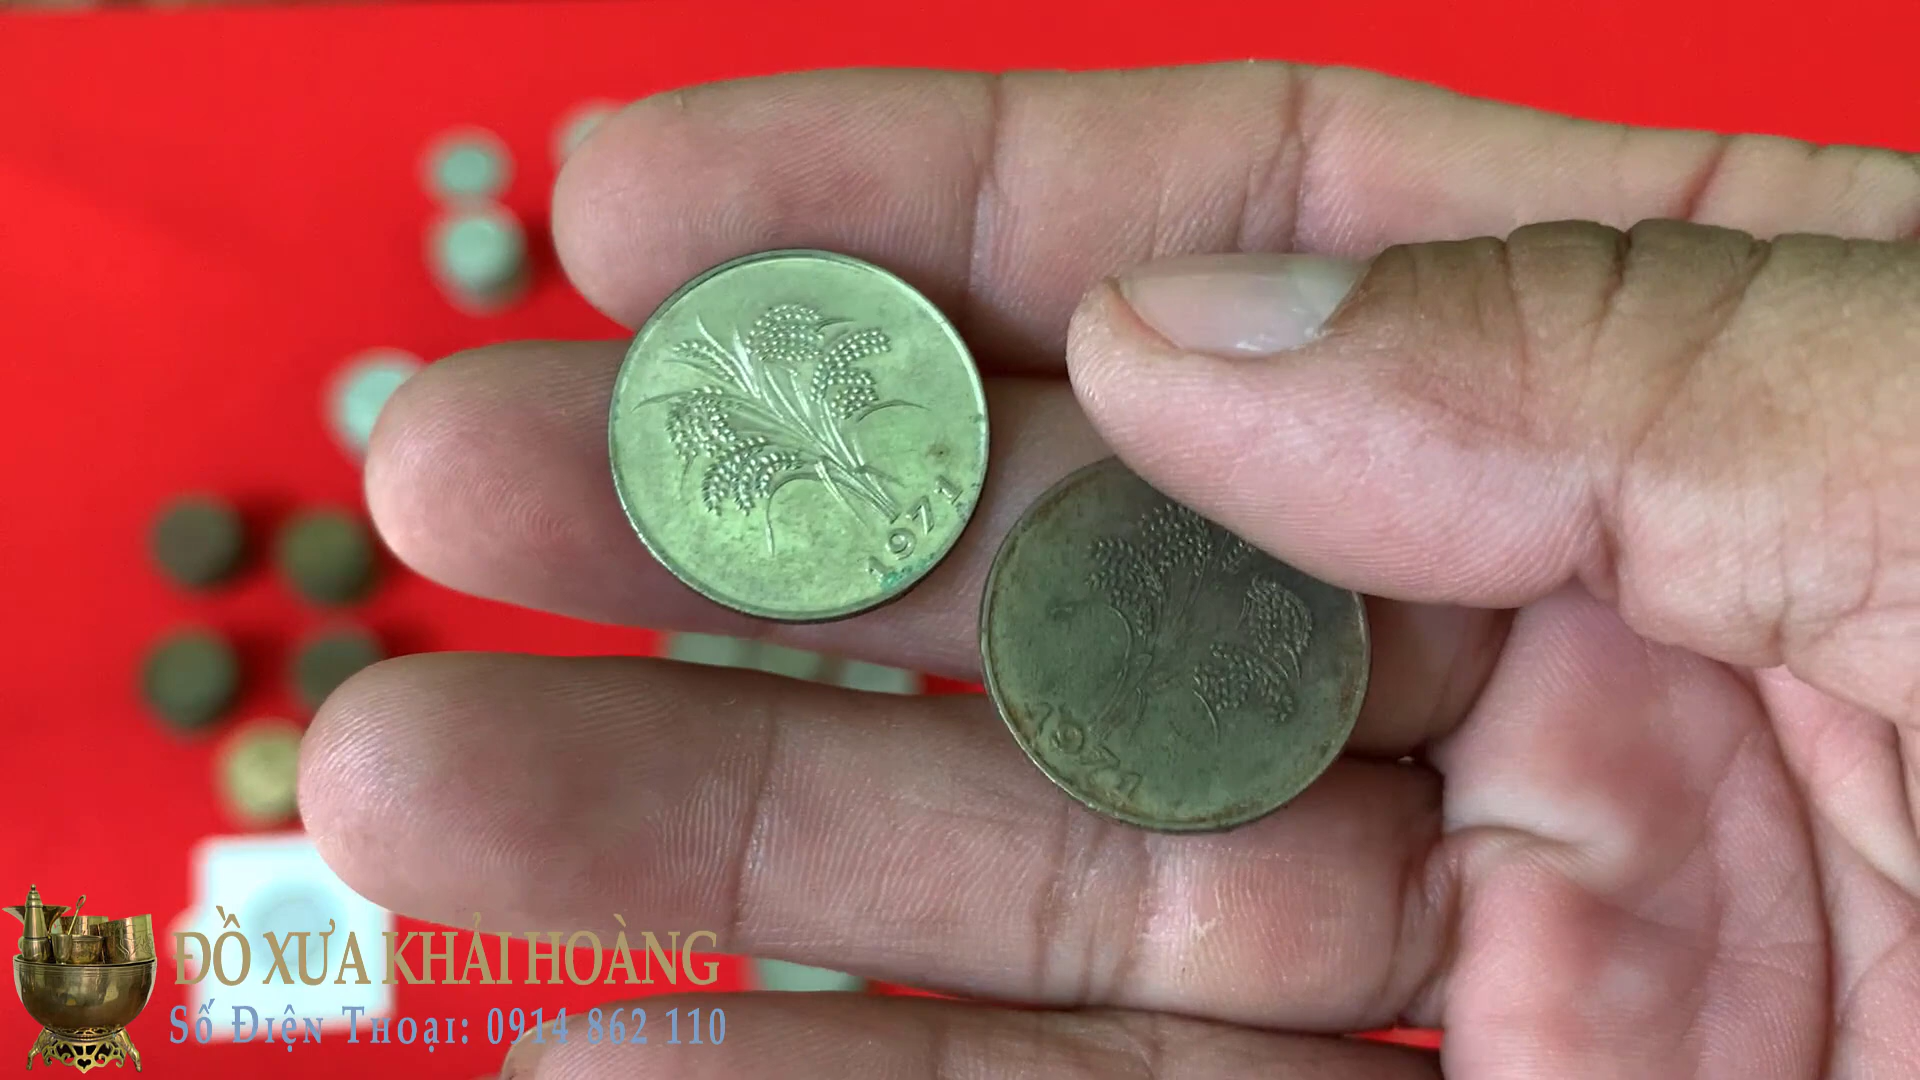 1971
1971
ĐỒ XƯA KHẢI HOÀNG
Số Điện Thoại: 0914 862 110